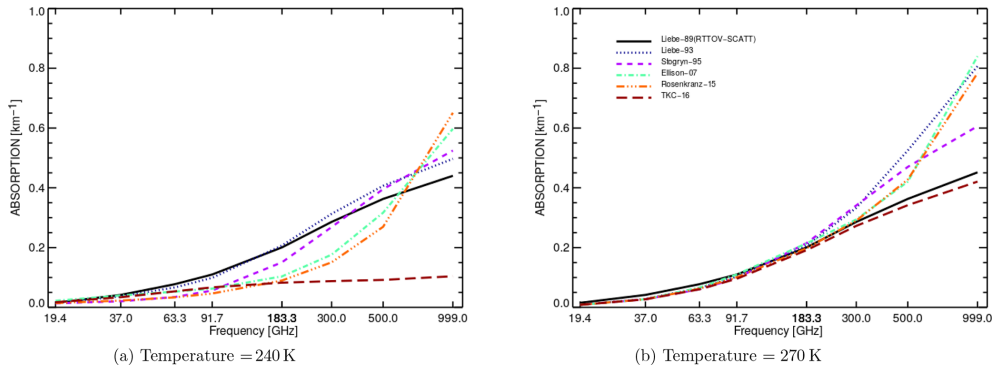 1.0
0.8
0.6
0.4
0.2
0.0
ABSORPTION [km−1]
19.4 37.0 63.3 91.7 183.3 300.0 500.0 999.0
Frequency [GHz]
(a) Temperature = 240 K
1.0
0.8
0.6
0.4
0.2
0.0
ABSORPTION [km−1]
Liebe−89(RTTOV−SCATT)
Liebe−93
Stogryn−95
Ellison−07
Rosenkranz−15
TKC−16
19.4 37.0 63.3 91.7 183.3 300.0 500.0 999.0
Frequency [GHz]
(b) Temperature = 270 K